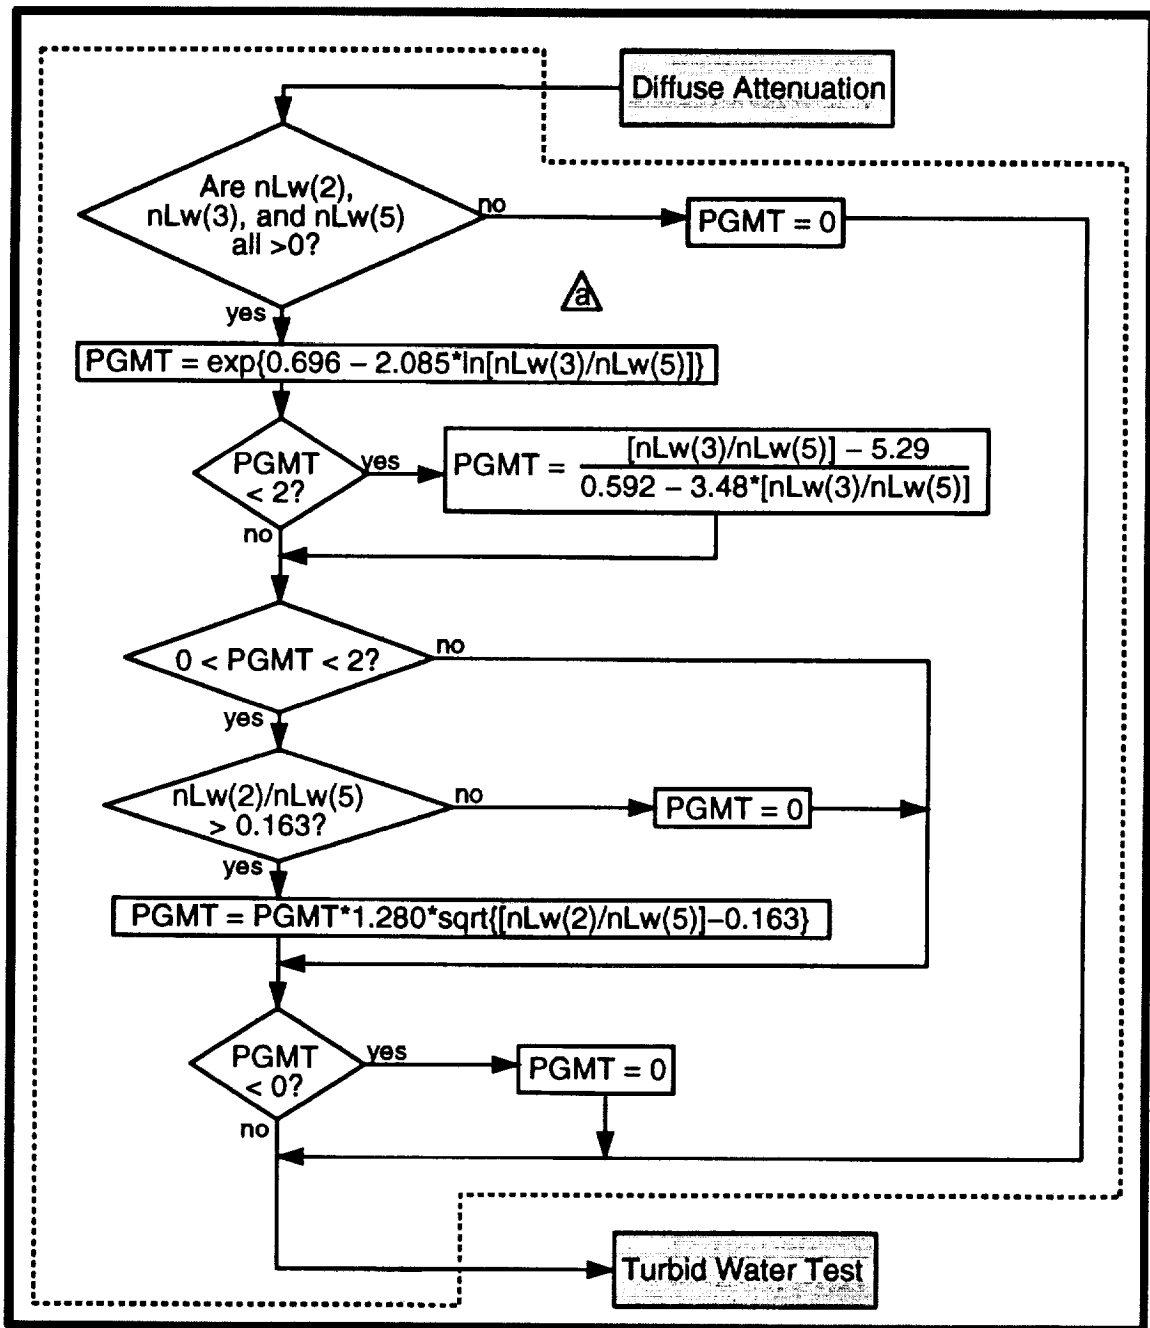 Diffuse Attenuation
Are nLw(2),
nLw(3), and nLw(5)
all >0?
no
PGMT = 0
a
yes
PGMT = exp{0.696 – 2.085*ln[nLw(3)/nLw(5)]}
PGMT
< 2?
yes
PGMT = [nLw(3)/nLw(5)] – 5.29
0.592 – 3.48*[nLw(3)/nLw(5)]
no
0 < PGMT < 2?
no
yes
nLw(2)/nLw(5)
> 0.163?
no
PGMT = 0
yes
PGMT = PGMT*1.280*sqrt{[nLw(2)/nLw(5)]–0.163}
PGMT
< 0?
yes
PGMT = 0
no
Turbid Water Test